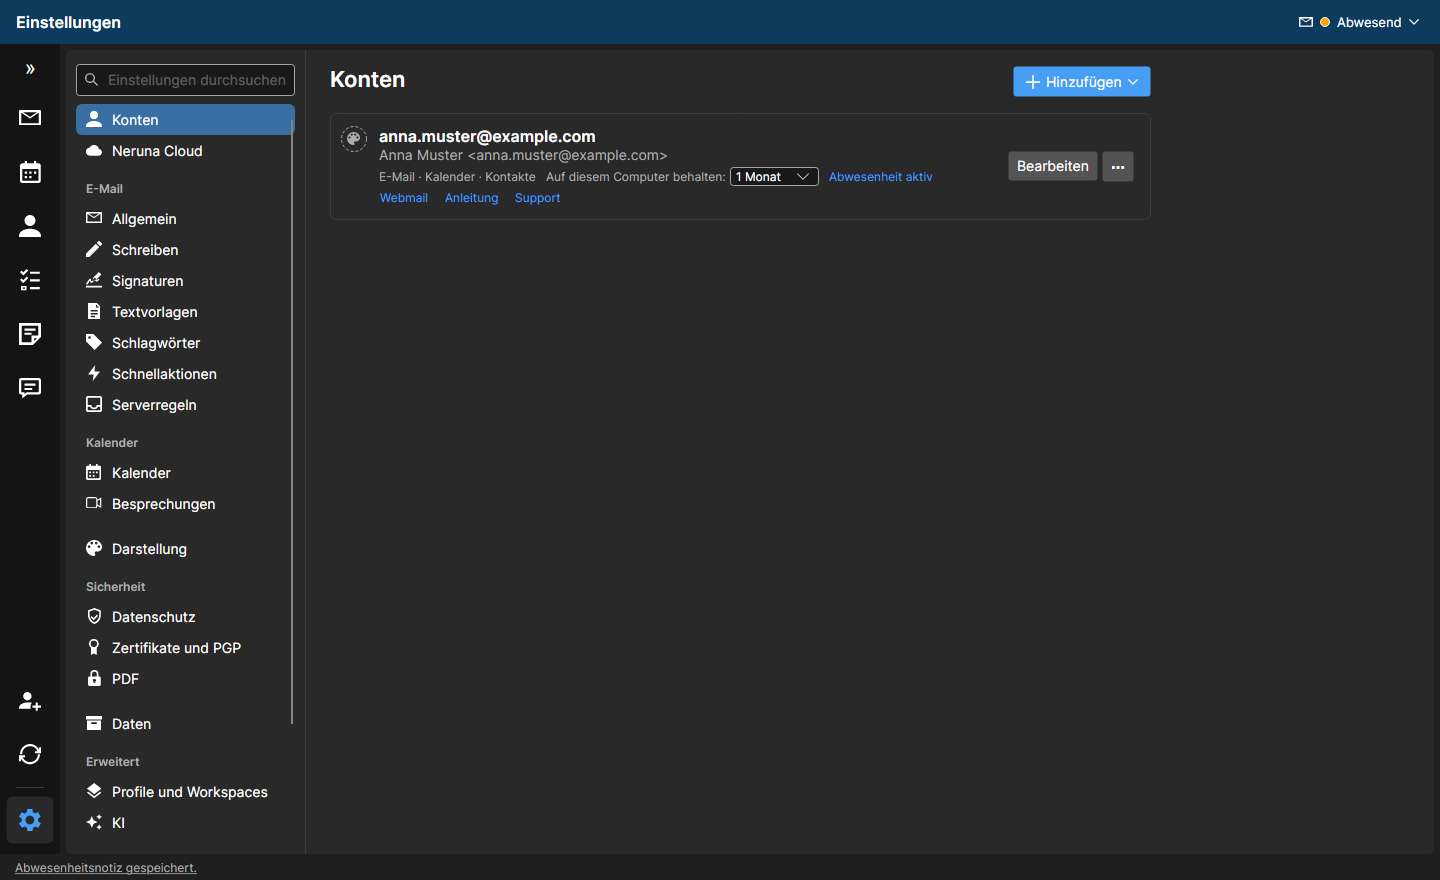 Einstellungen
Abwesend
Einstellungen durchsuchen
Konten
Neruna Cloud
E-Mail
Allgemein
Schreiben
Signaturen
Textvorlagen
Schlagwörter
Schnellaktionen
Serverregeln
Kalender
Kalender
Besprechungen
Darstellung
Sicherheit
Datenschutz
Zertifikate und PGP
PDF
Daten
Erweitert
Profile und Workspaces
KI
Konten
Hinzufügen
anna.muster@example.com
Anna Muster <anna.muster@example.com>
E-Mail · Kalender · Kontakte Auf diesem Computer behalten: 1 Monat Abwesenheit aktiv
Webmail Anleitung Support
Bearbeiten
Abwesenheitsnotiz gespeichert.